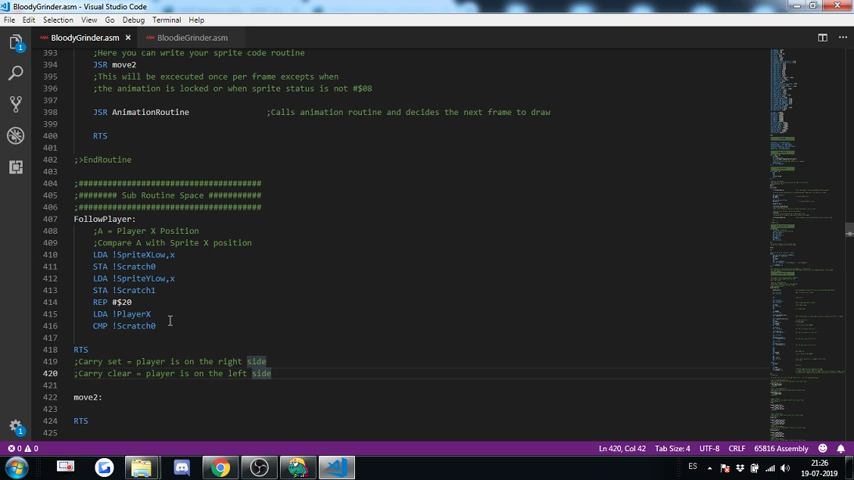 BloodyGrinder.asm - Visual Studio Code
File Edit Selection View Go Debug Terminal Help
BloodyGrinder.asm × BloodieGrinder.asm ...
393 ;Here you can write your sprite code routine
394 JSR move2
395 ;This will be excecuted once per frame excepts when
396 ;the animation is locked or when sprite status is not #$08
397
398 JSR AnimationRoutine ;Calls animation routine and decides the next frame to draw
399
400 RTS
401
402 ;>EndRoutine
403
404 ;######################################
405 ;######## Sub Routine Space ###########
406 ;######################################
407 FollowPlayer:
408 ;A = Player X Position
409 ;Compare A with Sprite X position
410 LDA !SpriteXLow,x
411 STA !Scratch0
412 LDA !SpriteYLow,x
413 STA !Scratch1
414 REP #$20
415 LDA !PlayerX
416 CMP !Scratch0
417
418 RTS
419 ;Carry set = player is on the right side
420 ;Carry clear = player is on the left side
421
422 move2:
423
424 RTS
425
1
1
0 0 Ln 420, Col 42 Tab Size: 4 UTF-8 CRLF 65816 Assembly
ES 21:26
19-07-2019